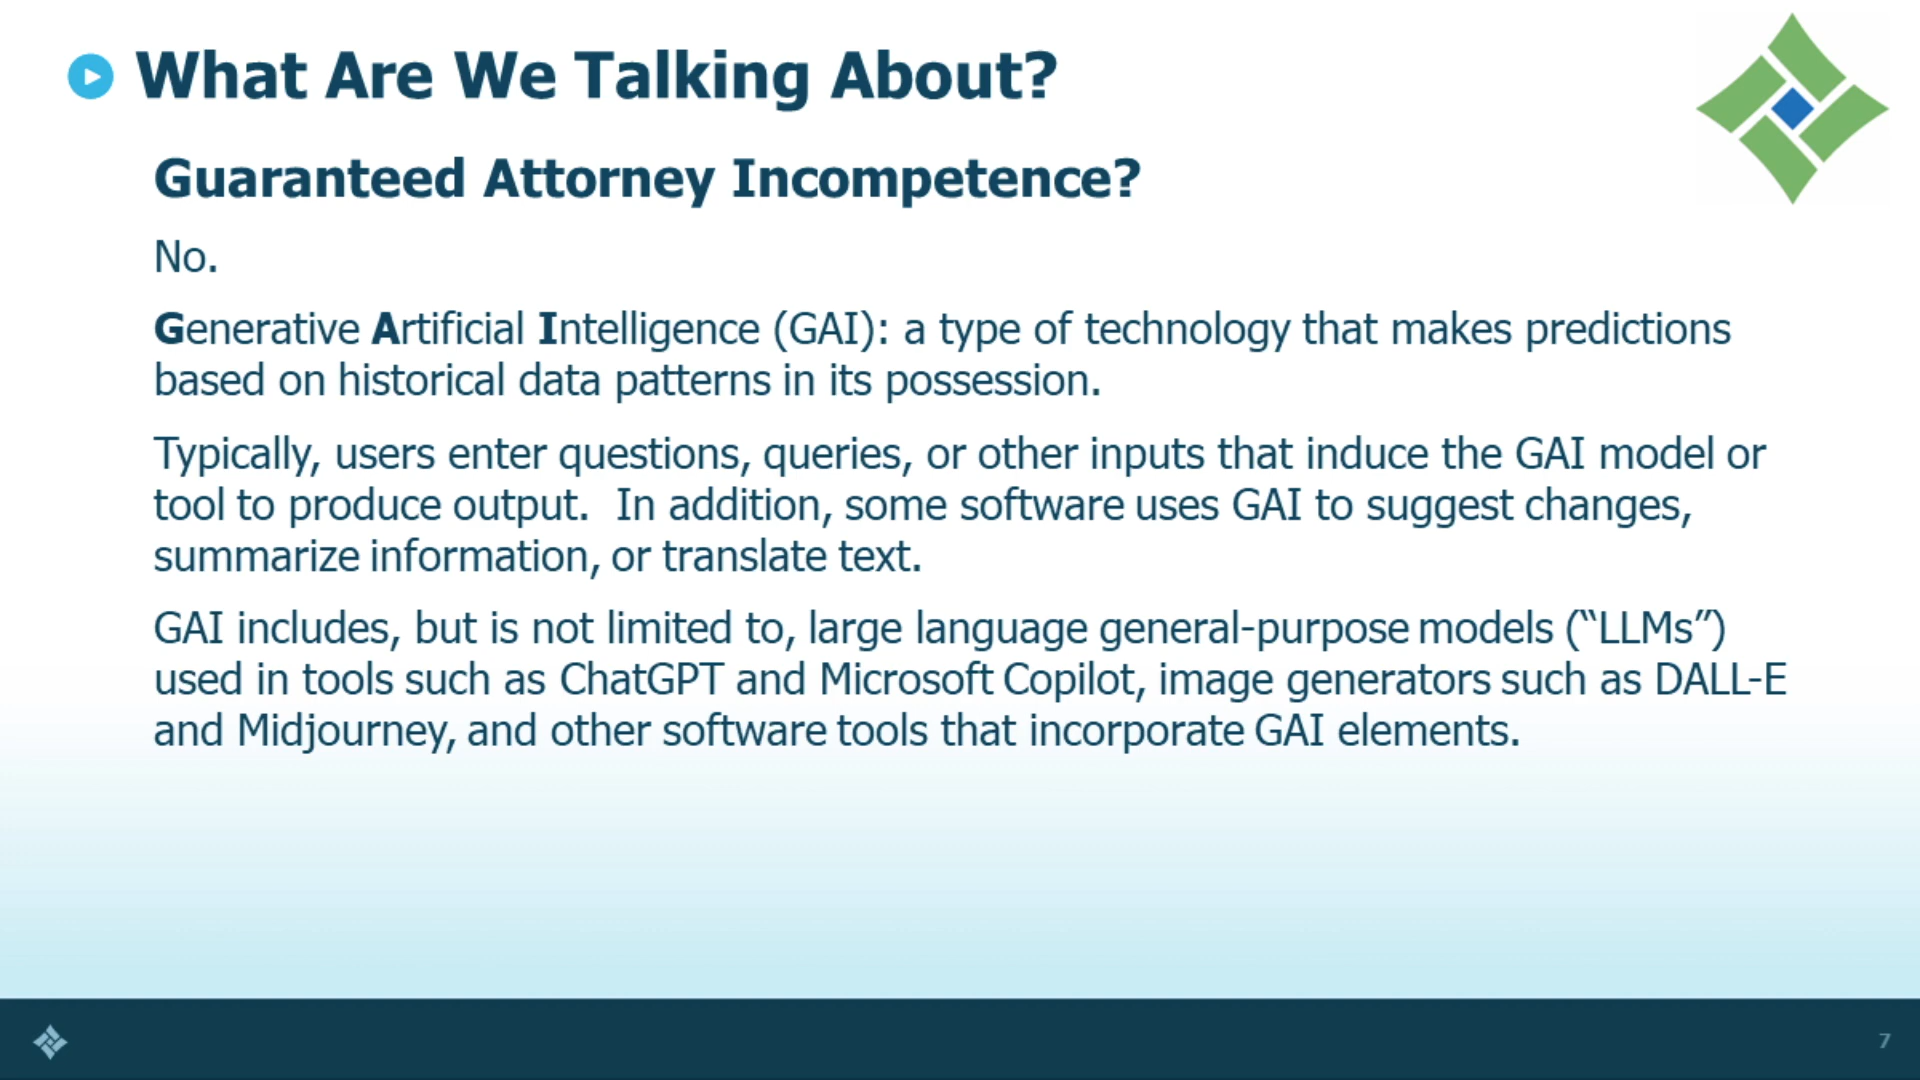 What Are We Talking About?
Guaranteed Attorney Incompetence?
No.
Generative Artificial Intelligence (GAI): a type of technology that makes predictions
based on historical data patterns in its possession.
Typically, users enter questions, queries, or other inputs that induce the GAI model or
tool to produce output.  In addition, some software uses GAI to suggest changes,
summarize information, or translate text.
GAI includes, but is not limited to, large language general-purpose models (“LLMs”)
used in tools such as ChatGPT and Microsoft Copilot, image generators such as DALL-E
and Midjourney, and other software tools that incorporate GAI elements.
7